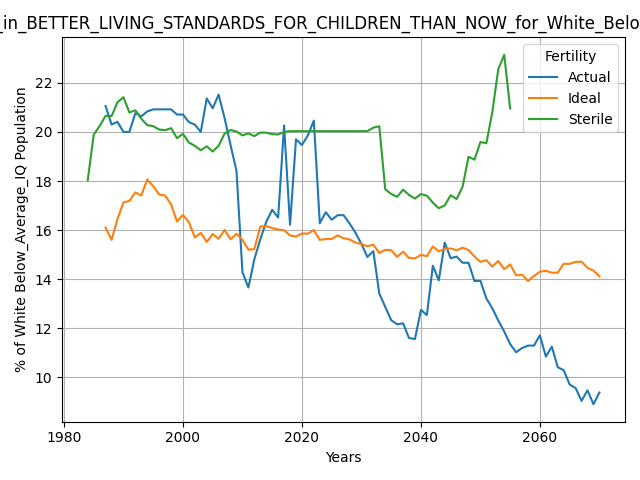 _in_BETTER_LIVING_STANDARDS_FOR_CHILDREN_THAN_NOW_for_White_Belo
% of White Below_Average_IQ Population
22
20
18
16
14
12
10
Fertility
Actual
Ideal
Sterile
1980
2000
2020
2040
2060
Years